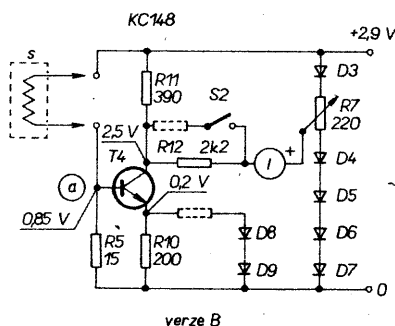 KC148
s
+2,9 V
R11
390
S2
D3
R7
220
2,5 V
R12
2k2
T4
I
+
D4
a
0,2 V
D5
0,85 V
R5
15
R10
200
D8
D6
D9
D7
0
verze B